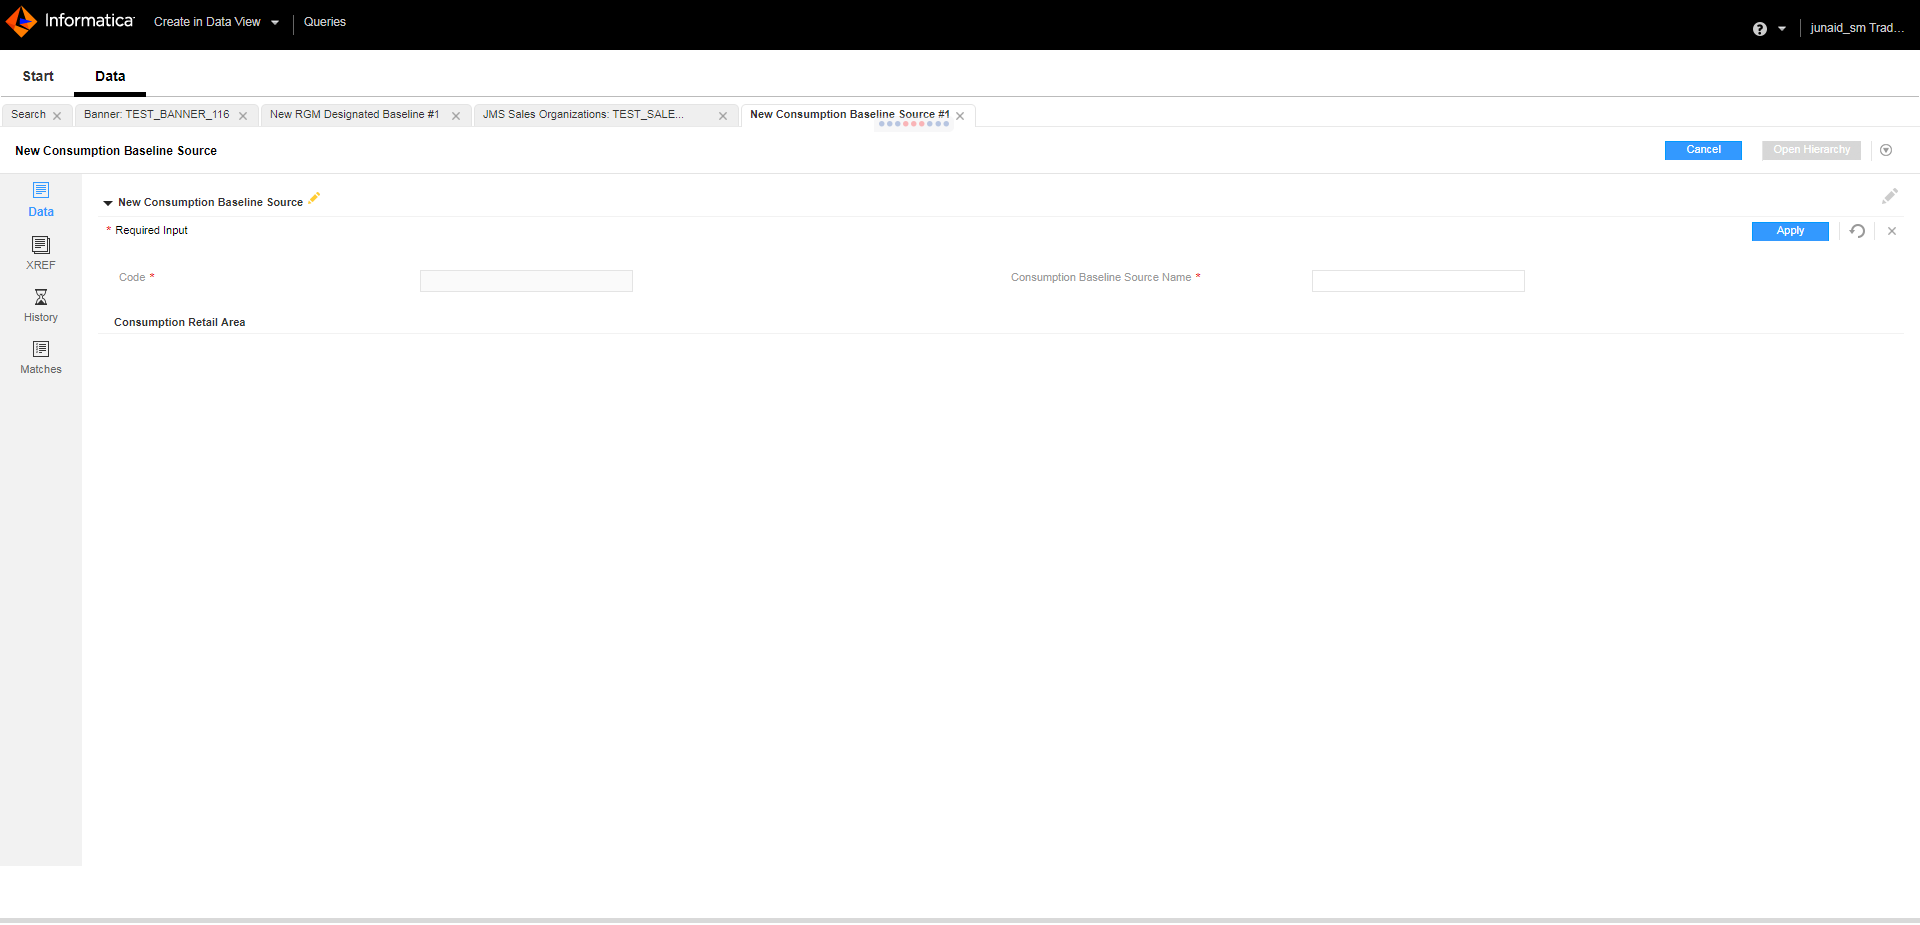 Informatica Create in Data View Queries junaid_sm Trad...
Start Data
Search Banner: TEST_BANNER_116 New RGM Designated Baseline #1 JMS Sales Organizations: TEST_SALE... New Consumption Baseline Source #1
New Consumption Baseline Source Cancel Open Hierarchy
Data
New Consumption Baseline Source
* Required Input Apply
XREF
Code * Consumption Baseline Source Name *
History
Consumption Retail Area
Matches